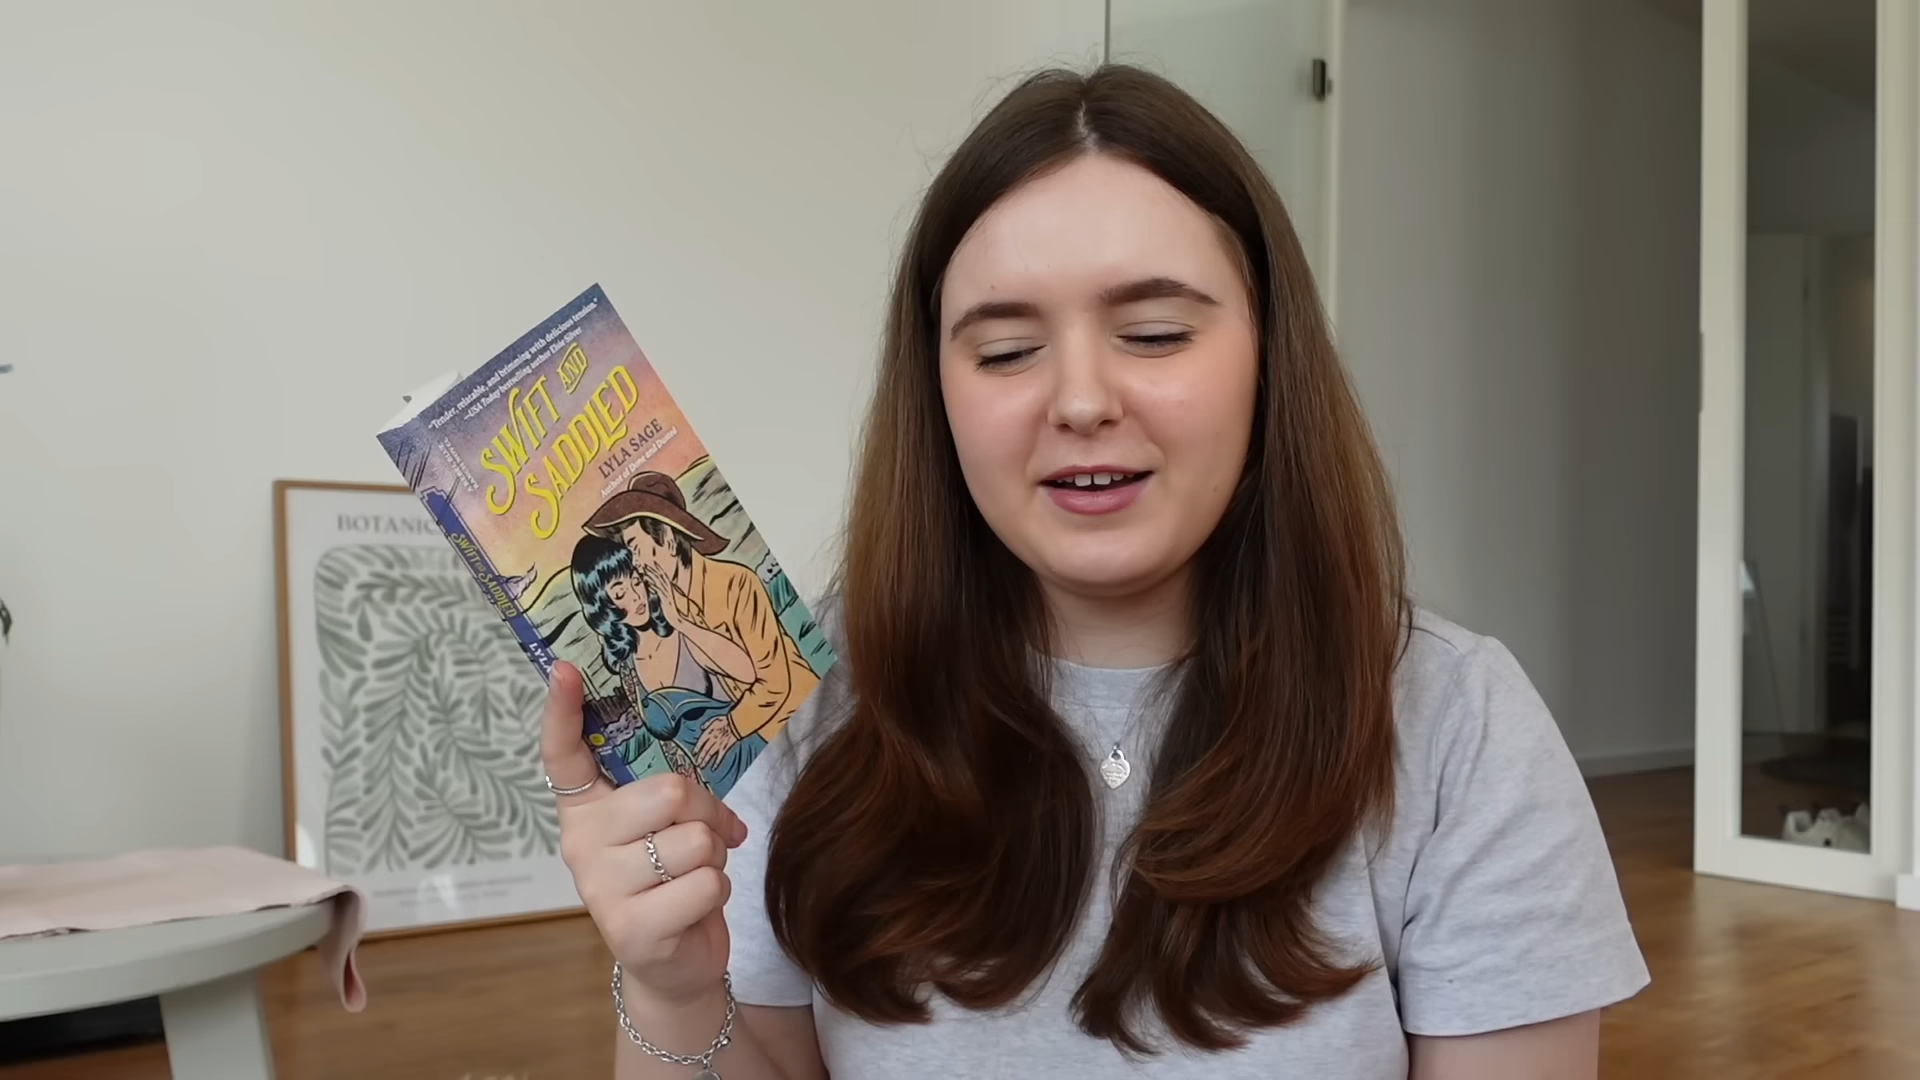 "Tender, relatable, and brimming with delicious tension."
—USA Today bestselling author Elsie Silver
SWIFT AND
SADDLED
LYLA SAGE
Author of Done and Dusted
SWIFT AND SADDLED
LYLA
BOTANIC